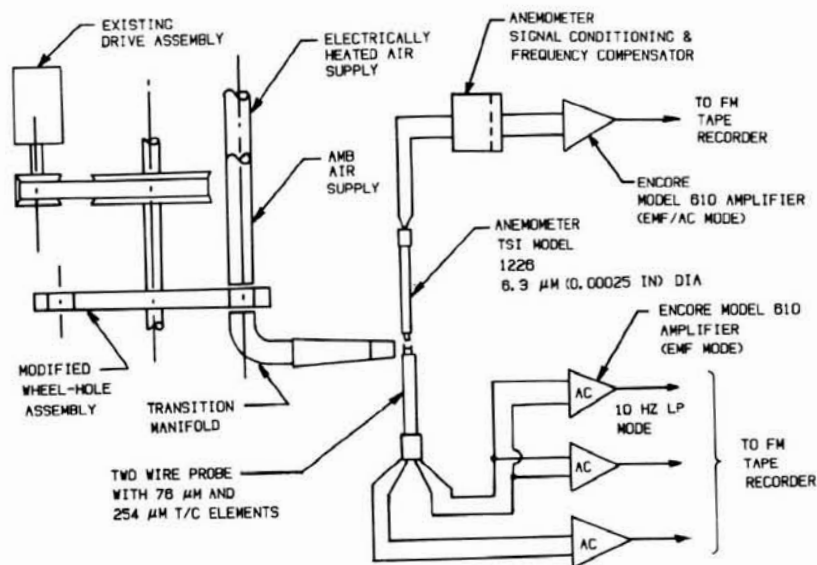 EXISTING
DRIVE ASSEMBLY
ELECTRICALLY
HEATED AIR
SUPPLY
ANEMOMETER
SIGNAL CONDITIONING &
FREQUENCY COMPENSATOR
TO FM
TAPE
RECORDER
AMB
AIR
SUPPLY
ENCORE
MODEL 610 AMPLIFIER
(EMF/AC MODE)
ANEMOMETER
TSI MODEL
1226
6.3 µM (0.00025 IN) DIA
ENCORE MODEL 610
AMPLIFIER
(EMF MODE)
MODIFIED
WHEEL-HOLE
ASSEMBLY
TRANSITION
MANIFOLD
AC
10 HZ LP
MODE
TWO WIRE PROBE
WITH 76 µM AND
254 µM T/C ELEMENTS
AC
TO FM
TAPE
RECORDER
AC